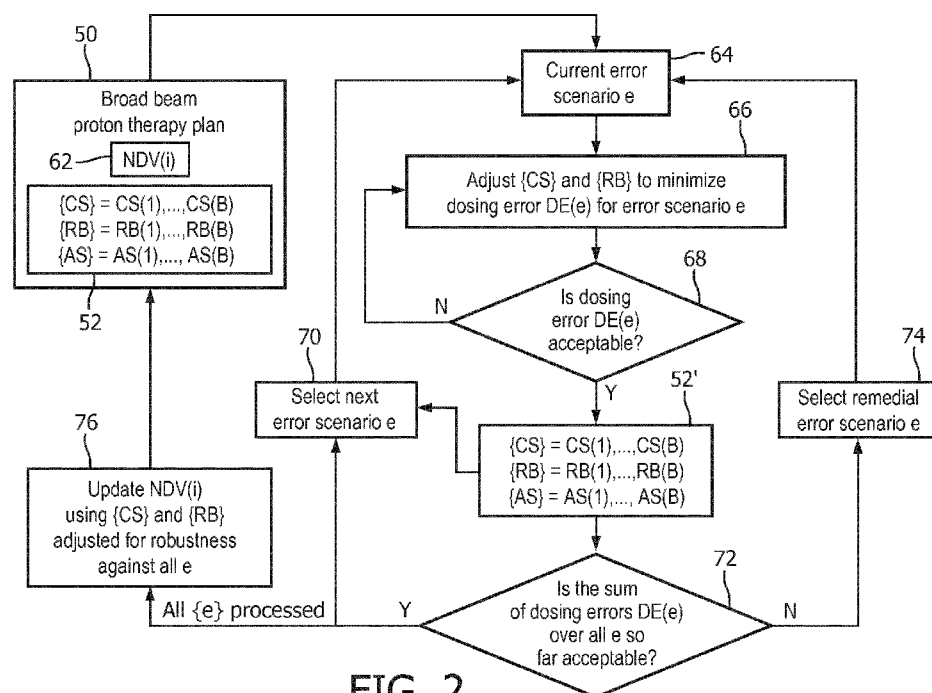 50
Broad beam
proton therapy plan
62
NDV(i)
{CS} = CS(1),...,CS(B)
{RB} = RB(1),...,RB(B)
{AS} = AS(1),..., AS(B)
52
64
Current error
scenario e
66
Adjust {CS} and {RB} to minimize
dosing error DE(e) for error scenario e
68
Is dosing
error DE(e)
acceptable?
N
Y
70
Select next
error scenario e
52'
{CS} = CS(1),...,CS(B)
{RB} = RB(1),...,RB(B)
{AS} = AS(1),..., AS(B)
74
Select remedial
error scenario e
76
Update NDV(i)
using {CS} and {RB}
adjusted for robustness
against all e
72
Is the sum
of dosing errors DE(e)
over all e so
far acceptable?
All {e} processed
Y
N
FIG. 2